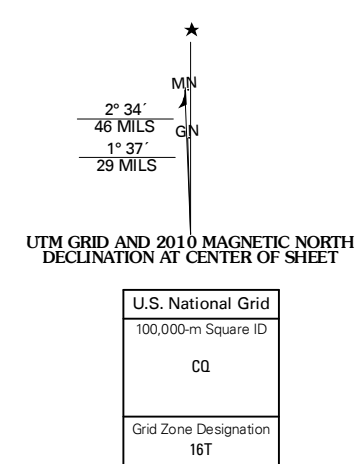 MN
2° 34´
46 MILS
GN
1° 37´
29 MILS
UTM GRID AND 2010 MAGNETIC NORTH
DECLINATION AT CENTER OF SHEET
U.S. National Grid
100,000-m Square ID
CQ
Grid Zone Designation
16T